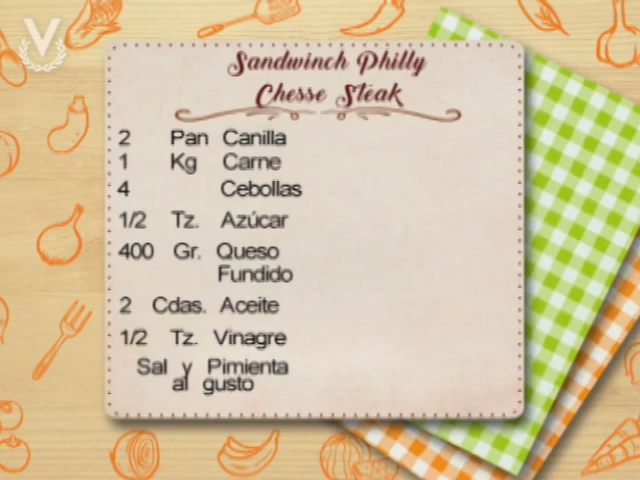 V
Sandwinch Philly
Chesse Steak
2 Pan Canilla
1 Kg Carne
4 Cebollas
1/2 Tz. Azúcar
400 Gr. Queso
Fundido
2 Cdas. Aceite
1/2 Tz. Vinagre
Sal y Pimienta
al gusto